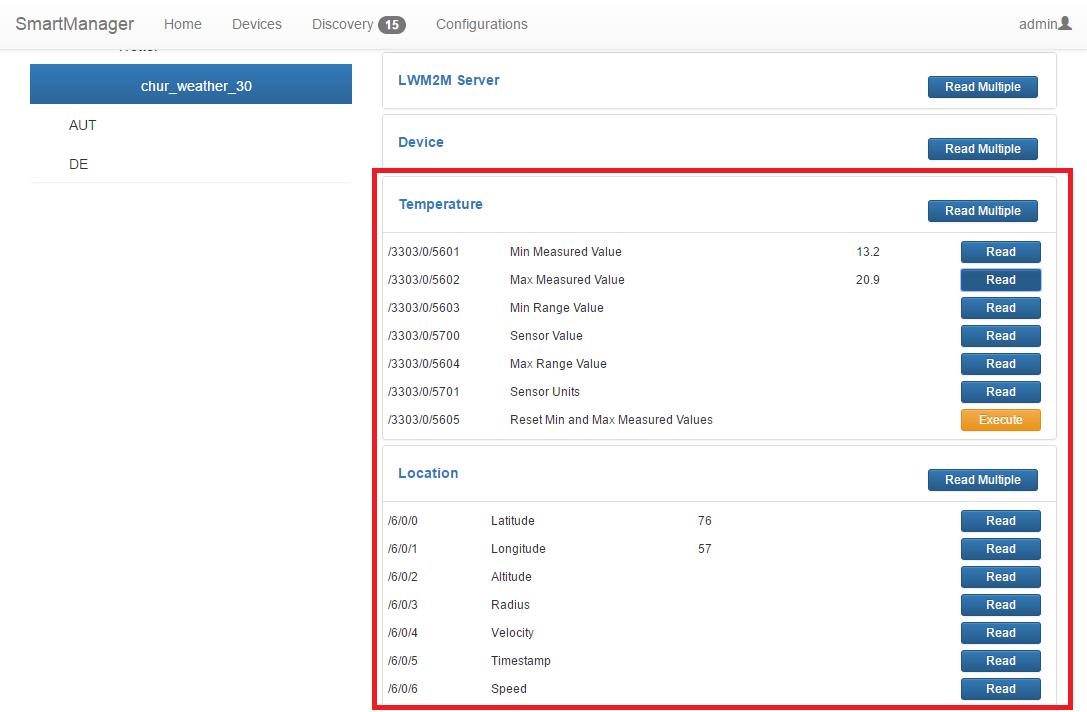 SmartManager Home Devices Discovery 15 Configurations admin
chur_weather_30
AUT
DE
LWM2M Server Read Multiple
Device Read Multiple
Temperature Read Multiple
/3303/0/5601 Min Measured Value 13.2 Read
/3303/0/5602 Max Measured Value 20.9 Read
/3303/0/5603 Min Range Value Read
/3303/0/5700 Sensor Value Read
/3303/0/5604 Max Range Value Read
/3303/0/5701 Sensor Units Read
/3303/0/5605 Reset Min and Max Measured Values Execute
Location Read Multiple
/6/0/0 Latitude 76 Read
/6/0/1 Longitude 57 Read
/6/0/2 Altitude Read
/6/0/3 Radius Read
/6/0/4 Velocity Read
/6/0/5 Timestamp Read
/6/0/6 Speed Read